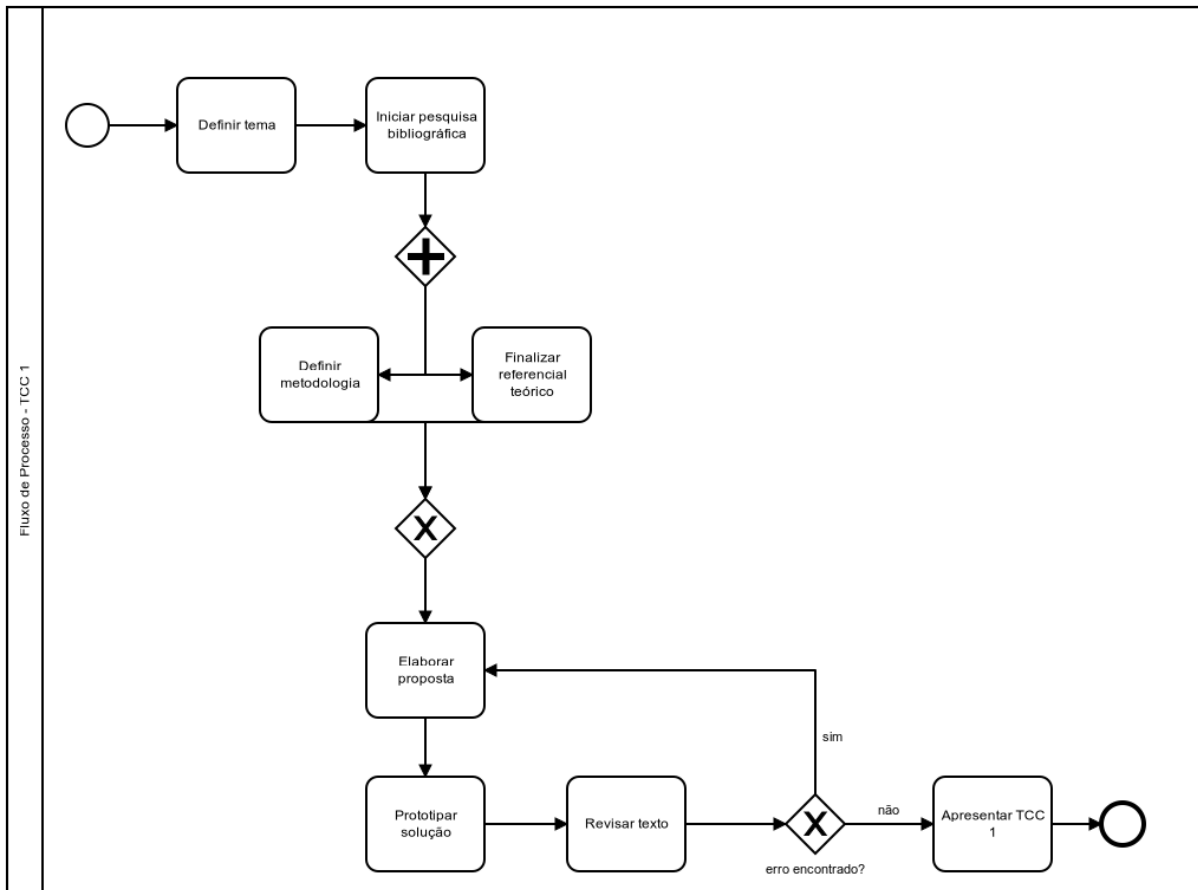 Fluxo de Processo - TCC 1
Definir tema
Iniciar pesquisa
bibliográfica
Definir
metodologia
Finalizar
referencial
teórico
X
Elaborar
proposta
sim
Prototipar
solução
Revisar texto
X
não
Apresentar TCC
1
erro encontrado?